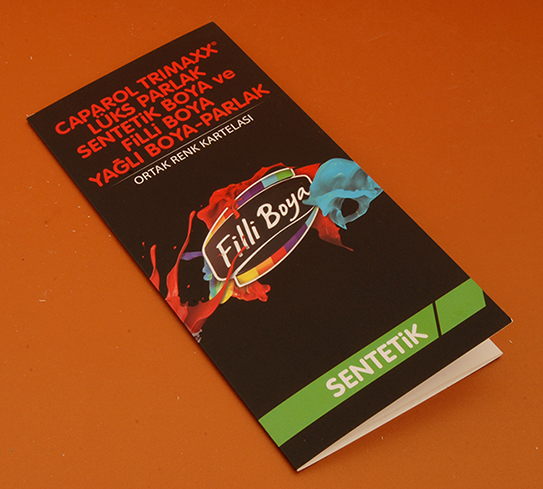 CAPAROL TRIMAXX®
LÜKS PARLAK
SENTETİK BOYA ve
FİLLİ BOYA
YAĞLI BOYA-PARLAK
ORTAK RENK KARTELASI
Filli Boya
SENTETİK